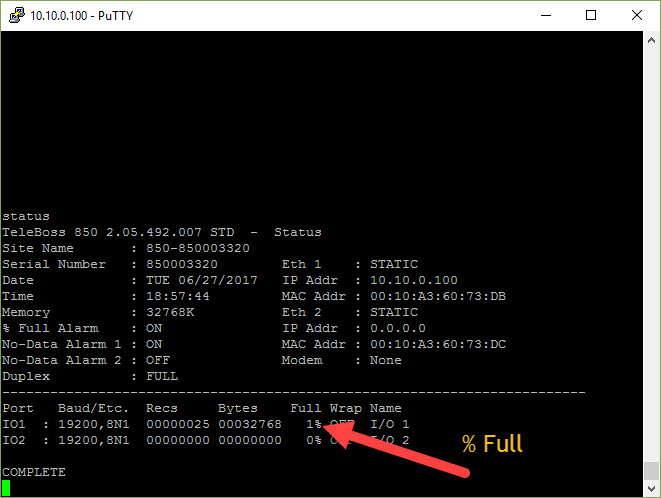 10.10.0.100 - PuTTY
status
TeleBoss 850 2.05.492.007 STD  -  Status
Site Name       : 850-850003320
Serial Number   : 850003320        Eth 1    : STATIC
Date            : TUE 06/27/2017   IP Addr  : 10.10.0.100
Time            : 18:57:44         MAC Addr : 00:10:A3:60:73:DB
Memory          : 32768K           Eth 2    : STATIC
% Full Alarm    : ON               IP Addr  : 0.0.0.0
No-Data Alarm 1 : ON               MAC Addr : 00:10:A3:60:73:DC
No-Data Alarm 2 : OFF              Modem    : None
Duplex          : FULL
-------------------------------------------------------------------------
Port   Baud/Etc.  Recs     Bytes     Full Wrap Name
IO1  : 19200,8N1  00000025 00032768    1%      I/O 1
IO2  : 19200,8N1  00000000 00000000    0%      I/O 2
% Full
COMPLETE